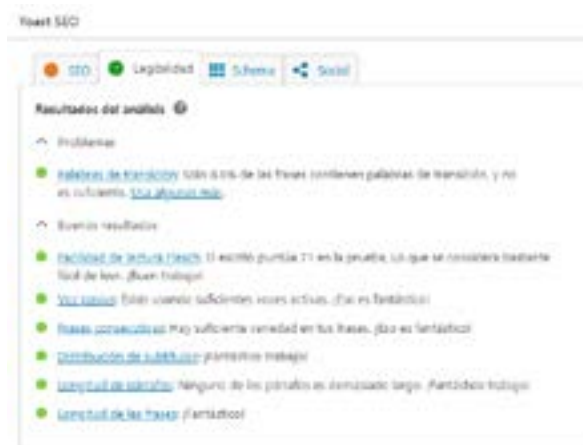 Yoast SEO
SEO Legibilidad Schema Social
Resultados del análisis
Problemas
Palabras de transición: Sólo de las frases contienen palabras de transición, y no
es suficiente. Usa algunas más.
Buenos resultados
Facilidad de lectura Flesch: El escrito puntúa 71 en la prueba, lo que se considera bastante
fácil de leer. ¡Buen trabajo!
Voz pasiva: Estás usando suficientes voces activas. ¡Eso es fantástico!
Frases consecutivas: Hay suficiente variedad en tus frases. ¡Eso es fantástico!
Distribución de subtítulos: ¡Fantástico trabajo!
Longitud de párrafos: Ninguno de los párrafos es demasiado largo. ¡Fantástico trabajo!
Longitud de las frases: ¡Fantástico!